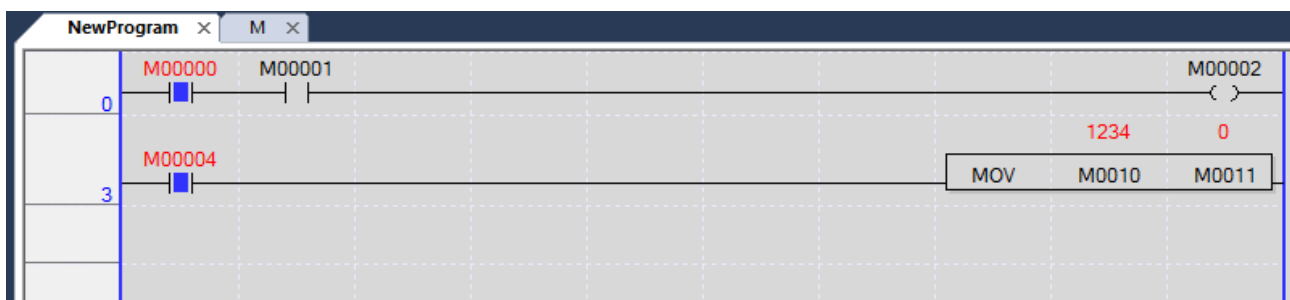 NewProgram × M ×
M00000 M00001 M00002
0
1234 0
M00004
MOV M0010 M0011
3